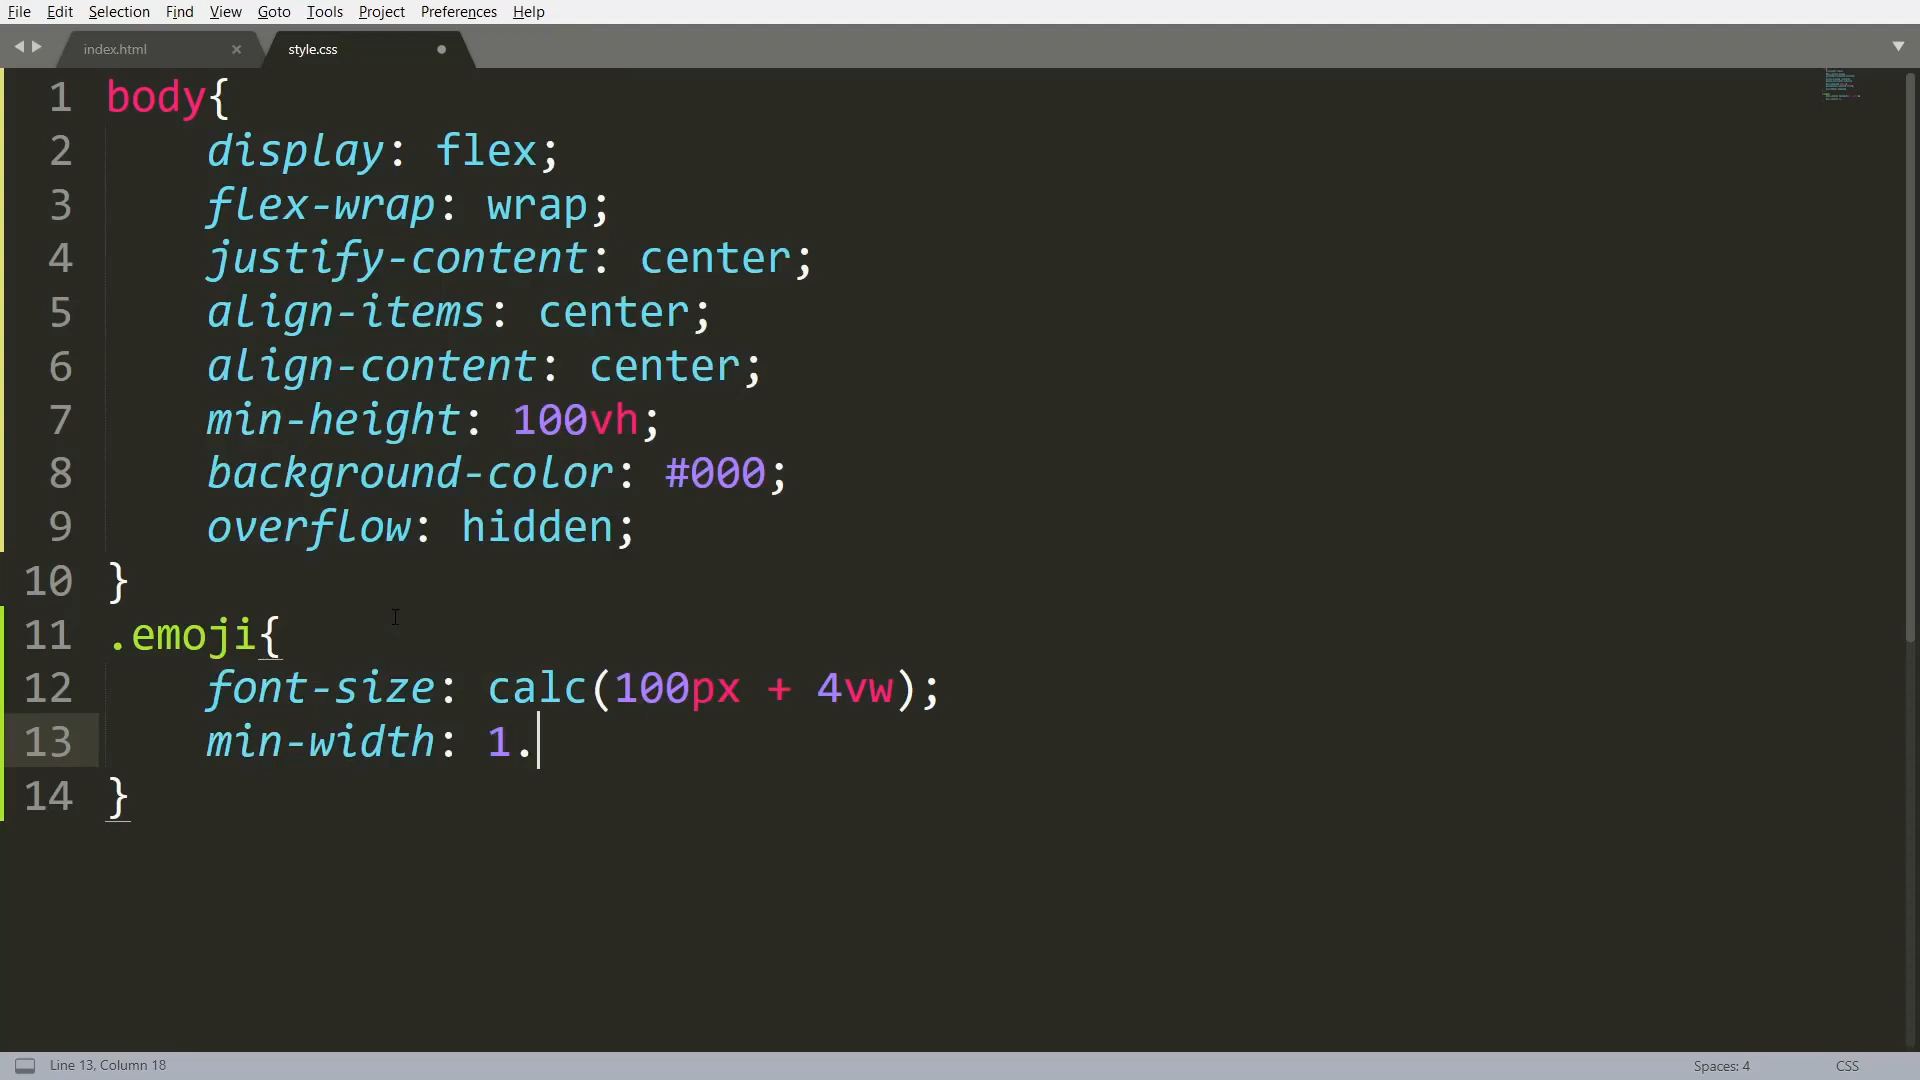 File Edit Selection Find View Goto Tools Project Preferences Help
index.html × style.css
1 body{
2 display: flex;
3 flex-wrap: wrap;
4 justify-content: center;
5 align-items: center;
6 align-content: center;
7 min-height: 100vh;
8 background-color: #000;
9 overflow: hidden;
10 }
11 .emoji{
12 font-size: calc(100px + 4vw);
13 min-width: 1.
14 }
Line 13, Column 18 Spaces: 4 CSS